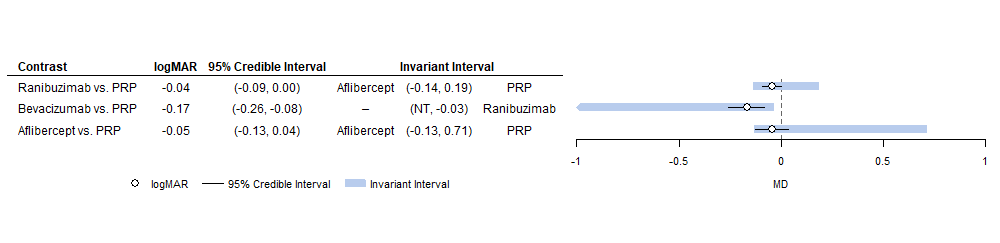 Contrast logMAR 95% Credible Interval Invariant Interval
Ranibuzimab vs. PRP -0.04 (-0.09, 0.00) Aflibercept (-0.14, 0.19) PRP
Bevacizumab vs. PRP -0.17 (-0.26, -0.08) – (NT, -0.03) Ranibuzimab
Aflibercept vs. PRP -0.05 (-0.13, 0.04) Aflibercept (-0.13, 0.71) PRP
-1 -0.5 0 0.5 1
logMAR 95% Credible Interval Invariant Interval MD